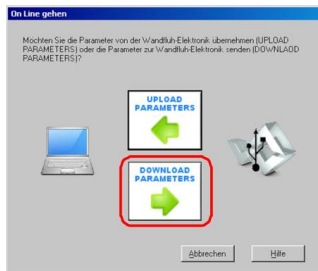 On Line gehen
Möchten Sie die Parameter von der Wandfluh-Elektronik übernehmen (UPLOAD
PARAMETERS) oder die Parameter zur Wandfluh-Elektronik senden (DOWNLAOD
PARAMETERS)?
UPLOAD
PARAMETERS
DOWNLOAD
PARAMETERS
Abbrechen
Hilfe